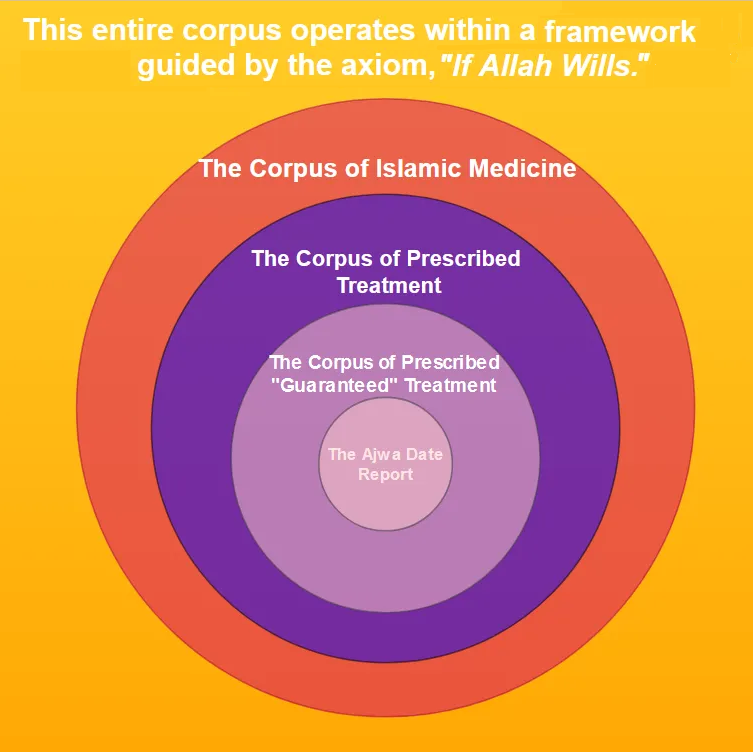 This entire corpus operates within a framework
guided by the axiom, "If Allah Wills."
The Corpus of Islamic Medicine
The Corpus of Prescribed
Treatment
The Corpus of Prescribed
"Guaranteed" Treatment
The Ajwa Date
Report